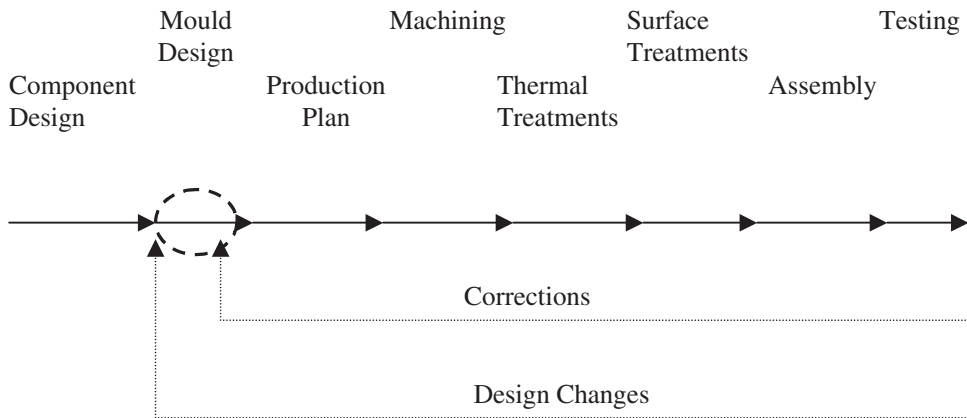 Mould
Design
Machining
Surface
Treatments
Testing
Component
Design
Production
Plan
Thermal
Treatments
Assembly
Corrections
Design Changes